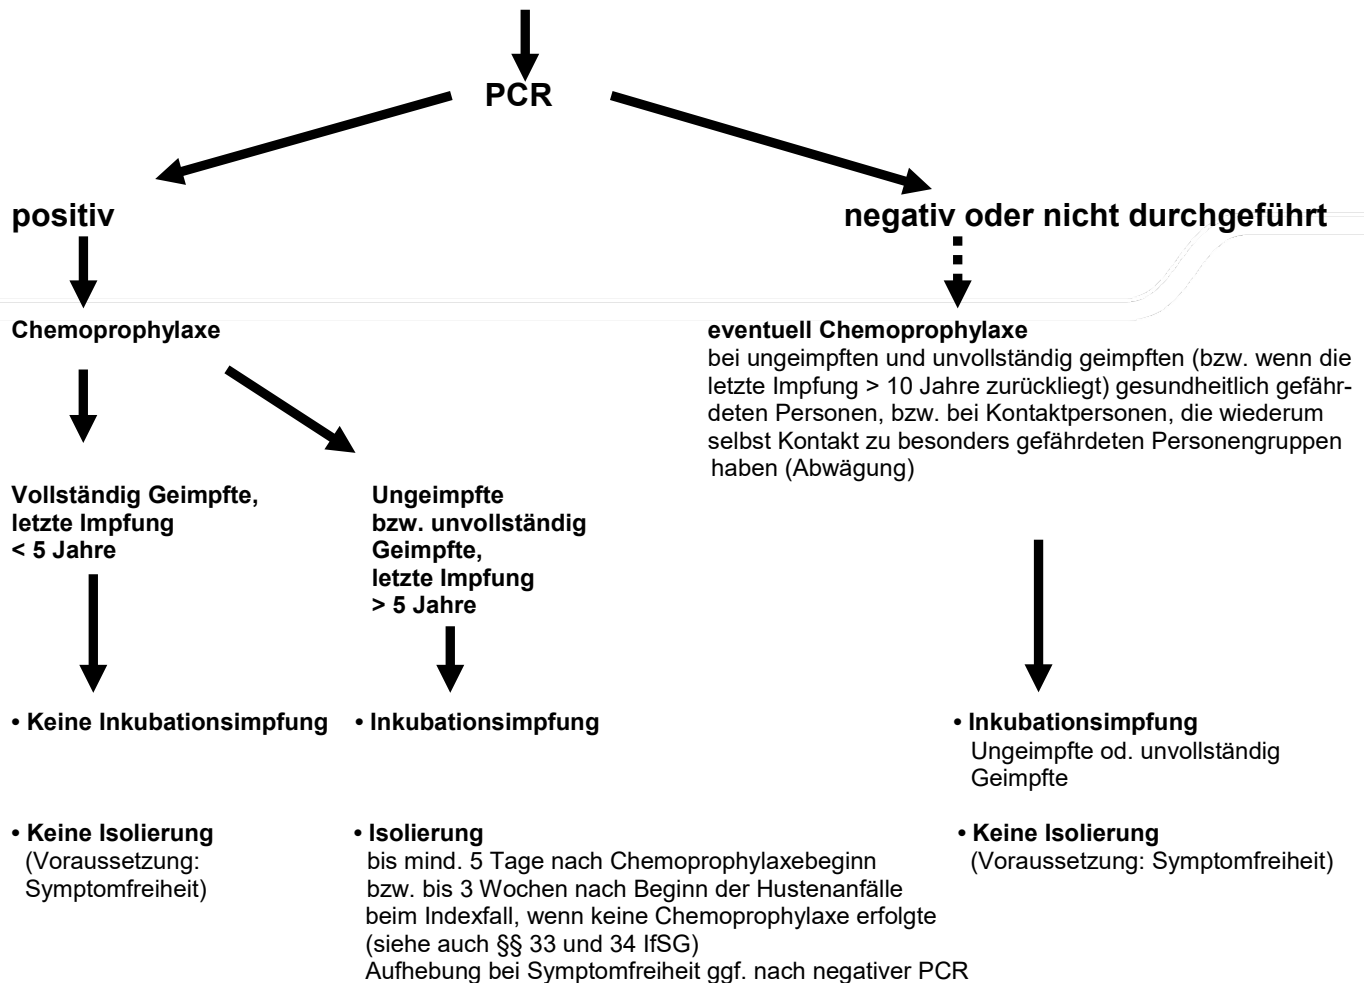 PCR
positiv
negativ oder nicht durchgeführt
Chemoprophylaxe
eventuell Chemoprophylaxe
bei ungeimpften und unvollständig geimpften (bzw. wenn die
letzte Impfung > 10 Jahre zurückliegt) gesundheitlich gefähr-
deten Personen, bzw. bei Kontaktpersonen, die wiederum
selbst Kontakt zu besonders gefährdeten Personengruppen
haben (Abwägung)
Vollständig Geimpfte,
letzte Impfung
< 5 Jahre
Ungeimpfte
bzw. unvollständig
Geimpfte,
letzte Impfung
> 5 Jahre
• Keine Inkubationsimpfung
• Inkubationsimpfung
• Inkubationsimpfung
Ungeimpfte od. unvollständig
Geimpfte
• Keine Isolierung
(Voraussetzung:
Symptomfreiheit)
• Isolierung
bis mind. 5 Tage nach Chemoprophylaxebeginn
bzw. bis 3 Wochen nach Beginn der Hustenanfälle
beim Indexfall, wenn keine Chemoprophylaxe erfolgte
(siehe auch §§ 33 und 34 IfSG)
Aufhebung bei Symptomfreiheit ggf. nach negativer PCR
• Keine Isolierung
(Voraussetzung: Symptomfreiheit)